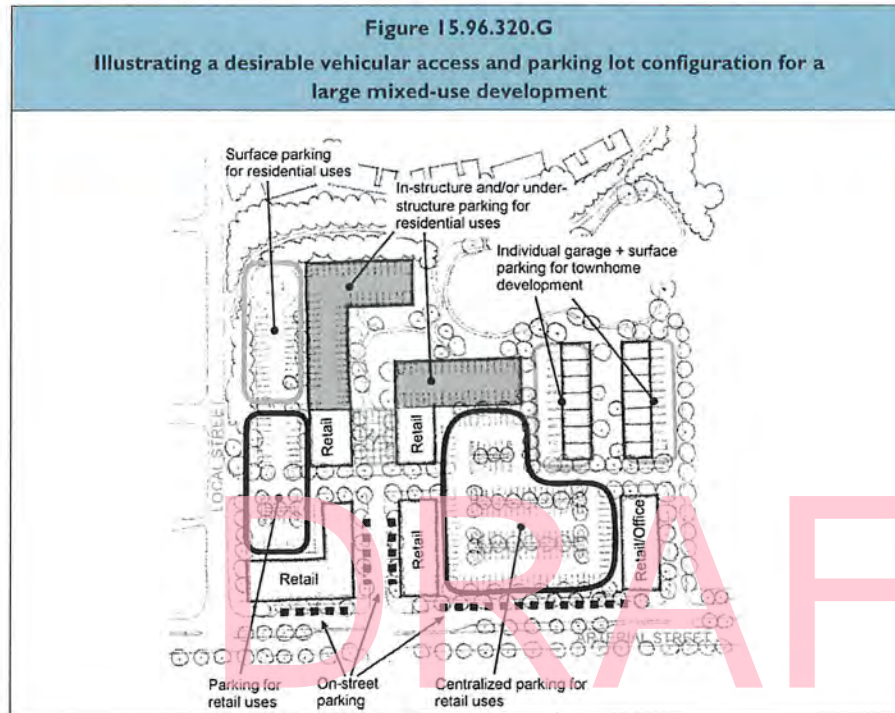 Figure 15.96.320.G
Illustrating a desirable vehicular access and parking lot configuration for a
large mixed-use development
Surface parking
for residential uses
In-structure and/or under-
structure parking for
residential uses
Individual garage + surface
parking for townhome
development
LOCAL STREET
Retail
Retail
Retail
Retail
Retail/Office
ARTERIAL STREET
DRAF
Parking for
retail uses
On-street
parking
Centralized parking for
retail uses